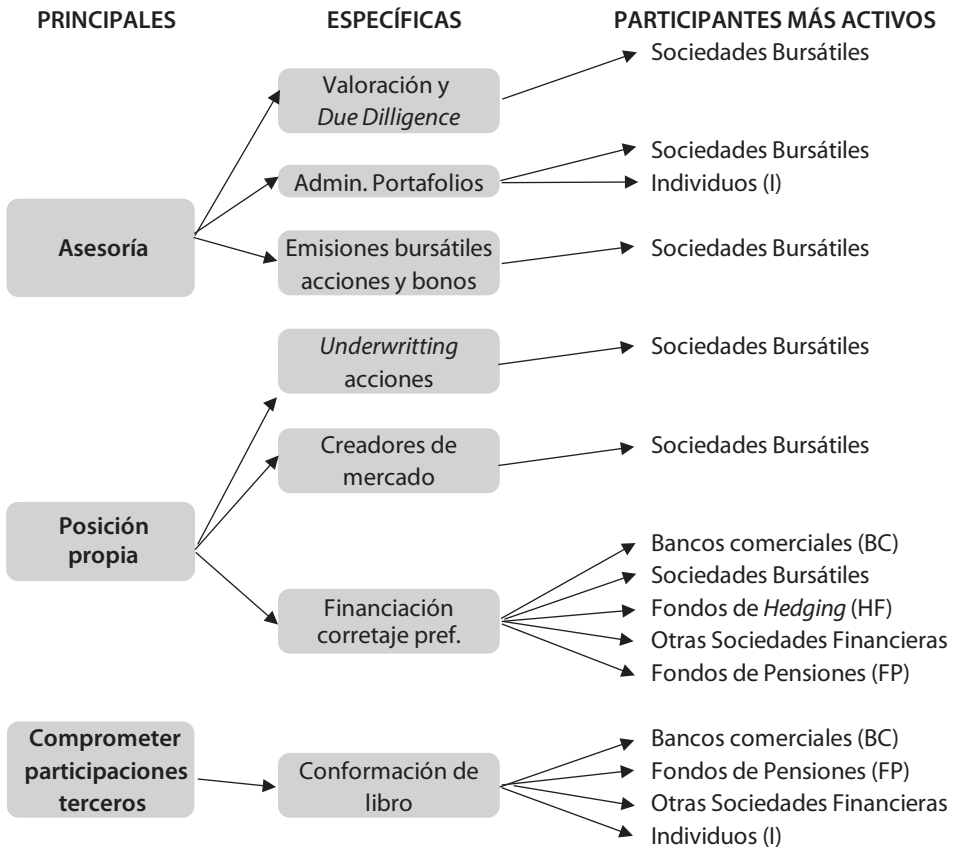 PRINCIPALES
ESPECÍFICAS
PARTICIPANTES MÁS ACTIVOS
Asesoría
Valoración y
Due Dilligence
Sociedades Bursátiles
Admin. Portafolios
Sociedades Bursátiles
Individuos (I)
Emisiones bursátiles
acciones y bonos
Sociedades Bursátiles
Posición
propia
Underwritting
acciones
Sociedades Bursátiles
Creadores de
mercado
Sociedades Bursátiles
Financiación
corretaje pref.
Bancos comerciales (BC)
Sociedades Bursátiles
Fondos de Hedging (HF)
Otras Sociedades Financieras
Fondos de Pensiones (FP)
Comprometer
participaciones
terceros
Conformación de
libro
Bancos comerciales (BC)
Fondos de Pensiones (FP)
Otras Sociedades Financieras
Individuos (I)